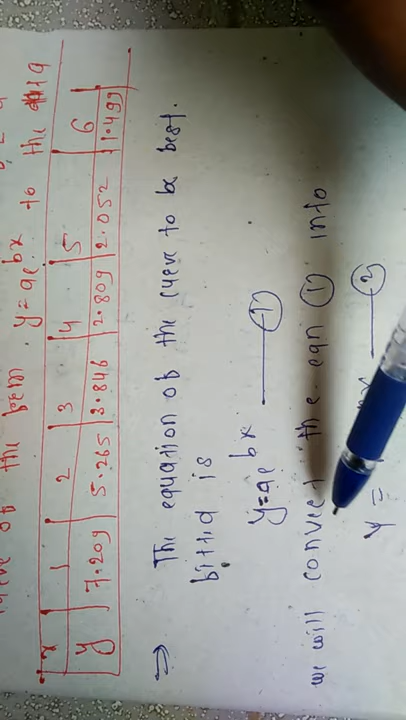 of the form y=ae^bx to the
x 1 2 3 4 5 6
y 7.209 5.265 3.846 2.809 2.052 1.499
⇒ The equation of the curve to be best
fitted is
y=ae^bx —— (1)
we will convert the eqn (1) into
Y = —— (2)